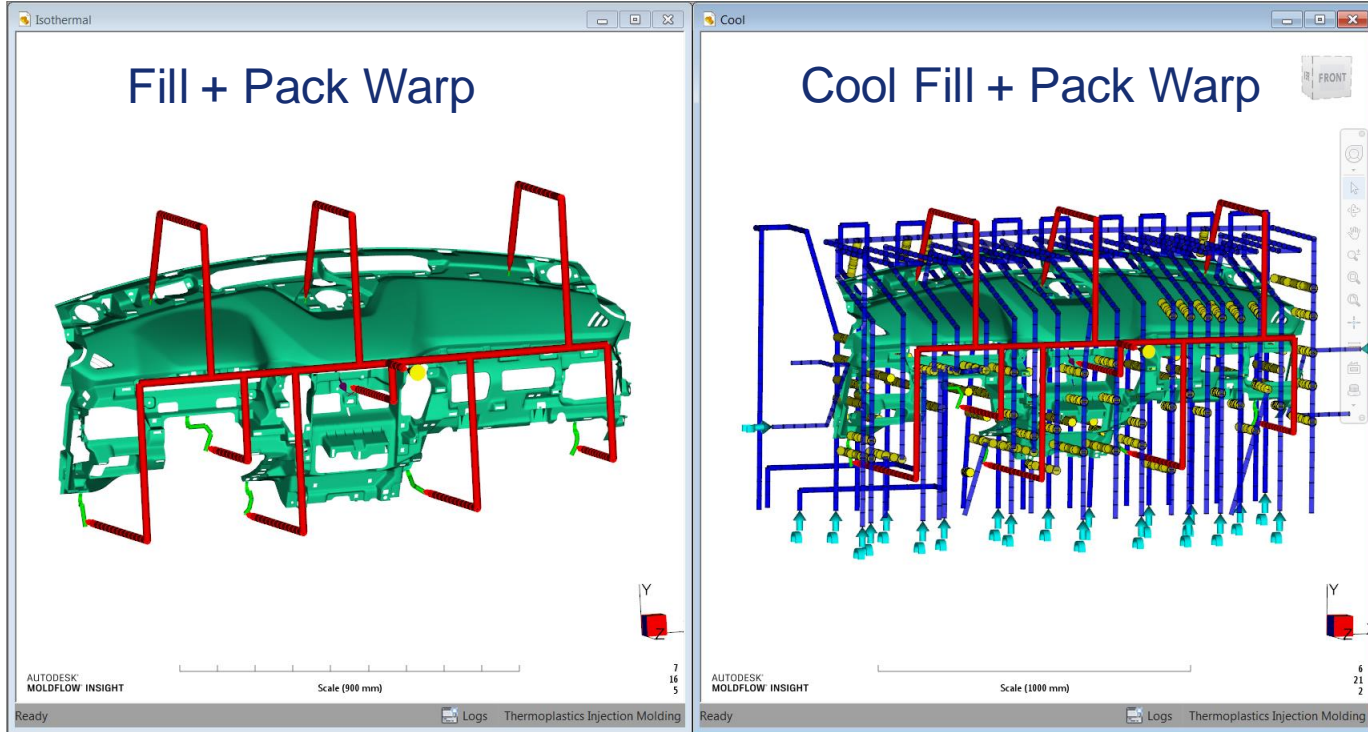 Isothermal
Fill + Pack Warp
Y
Z
AUTODESK®
MOLDFLOW® INSIGHT
Scale (900 mm)
7
16
5
Ready
Logs
Thermoplastics Injection Molding
Cool
Cool Fill + Pack Warp
FRONT
Y
Z
AUTODESK®
MOLDFLOW® INSIGHT
Scale (1000 mm)
6
21
2
Ready
Logs
Thermoplastics Injection Molding